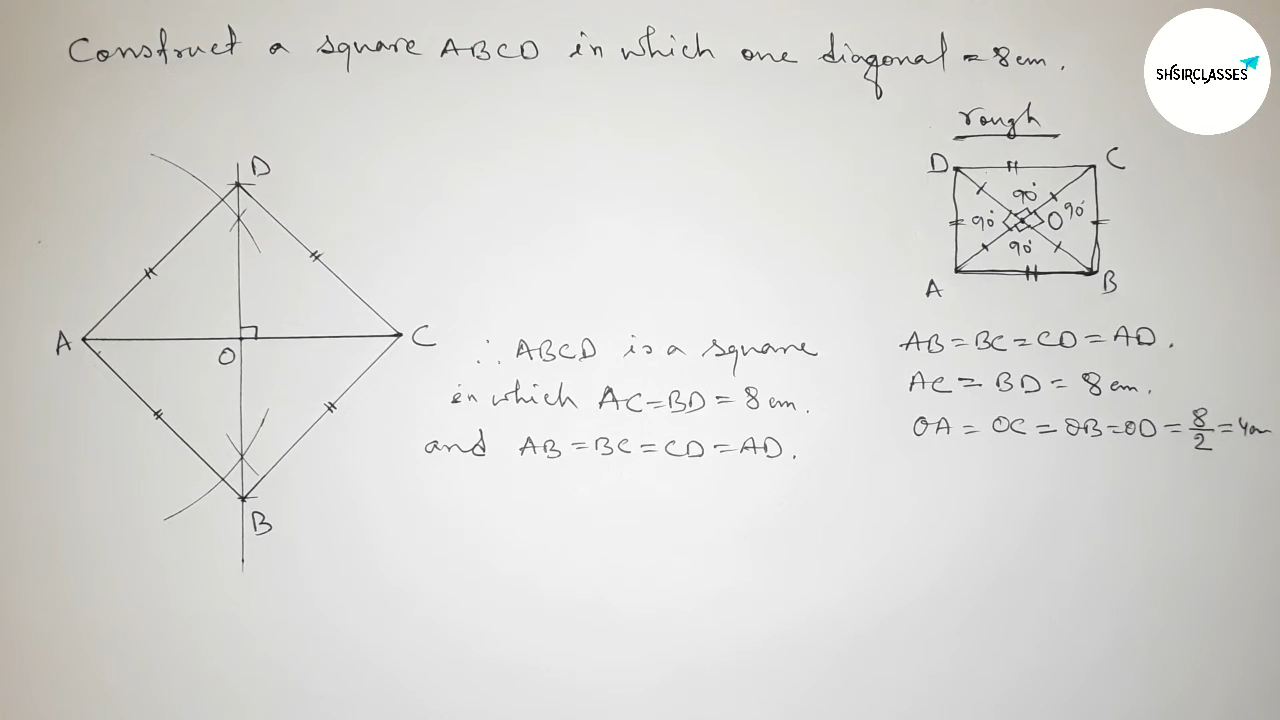 Construct a square ABCD in which one diagonal = 8 cm.
SHSIRCLASSES
rough
D C
90° 90° O 90° 90°
A B
D
A O C
B
∴ ABCD is a square
in which AC = BD = 8 cm.
and AB = BC = CD = AD.
AB = BC = CD = AD.
AC = BD = 8 cm.
OA = OC = OB = OD = 8/2 = 4 cm